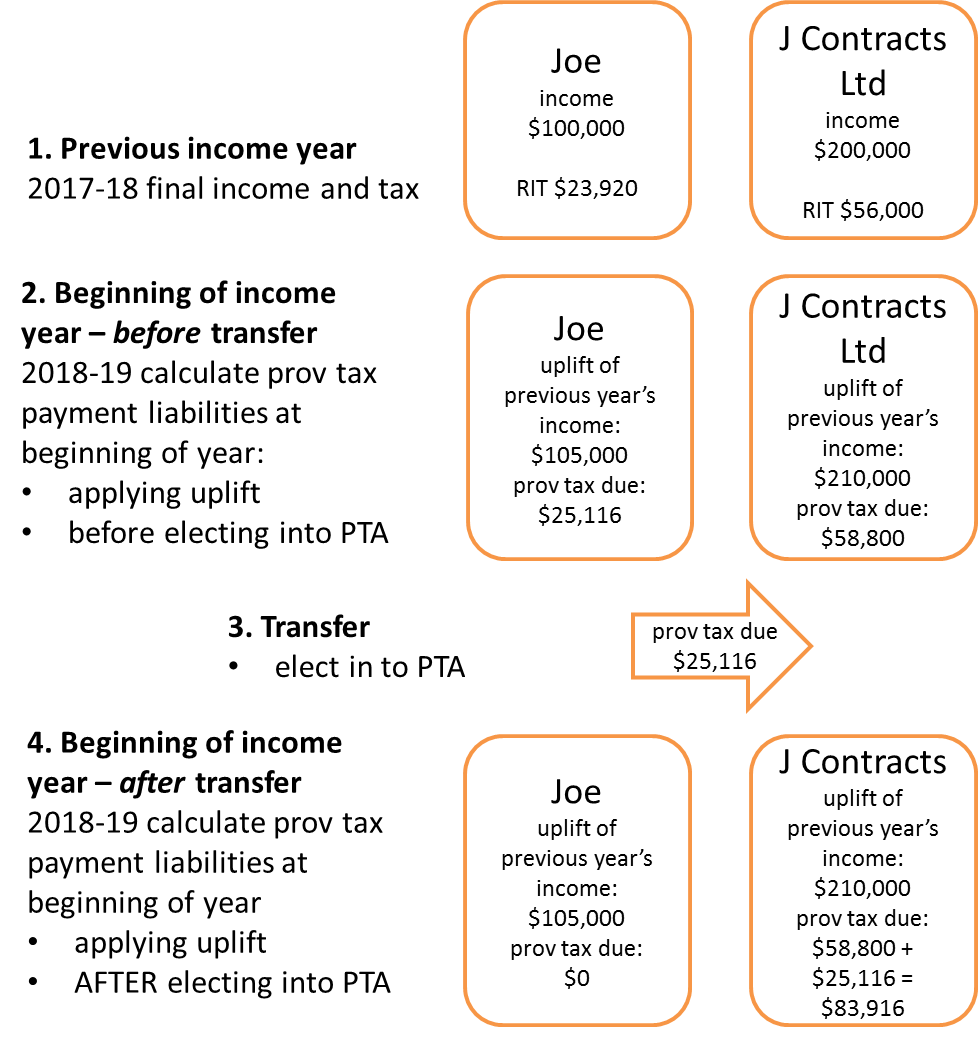 1. Previous income year
2017-18 final income and tax
Joe
income
$100,000
RIT $23,920
J Contracts
Ltd
income
$200,000
RIT $56,000
2. Beginning of income
year – before transfer
2018-19 calculate prov tax
payment liabilities at
beginning of year:
• applying uplift
• before electing into PTA
Joe
uplift of
previous year’s
income:
$105,000
prov tax due:
$25,116
J Contracts
Ltd
uplift of
previous year’s
income:
$210,000
prov tax due:
$58,800
3. Transfer
• elect in to PTA
prov tax due
$25,116
4. Beginning of income
year – after transfer
2018-19 calculate prov tax
payment liabilities at
beginning of year
• applying uplift
• AFTER electing into PTA
Joe
uplift of
previous year’s
income:
$105,000
prov tax due:
$0
J Contracts
uplift of
previous year’s
income:
$210,000
prov tax due:
$58,800 +
$25,116 =
$83,916